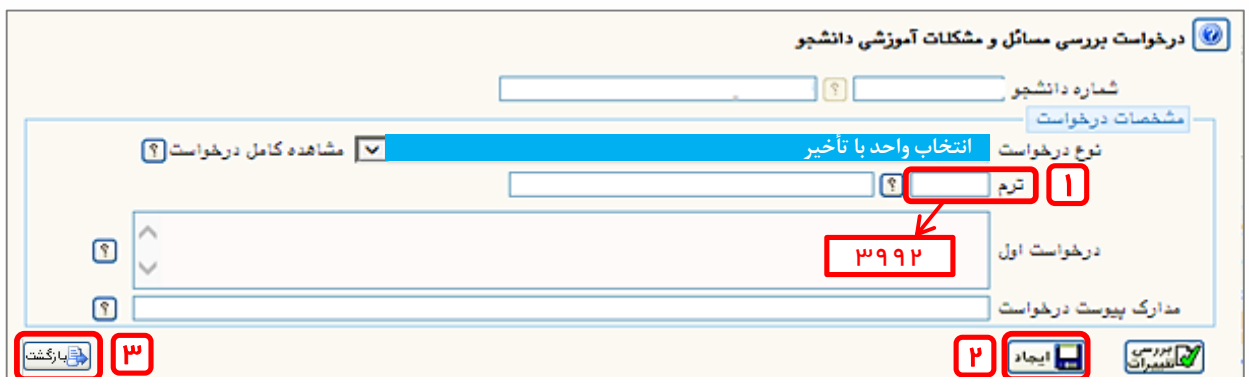 درخواست بررسی مسائل و مشکلات آموزشی دانشجو
شماره دانشجو ؟
مشخصات درخواست
نوع درخواست انتخاب واحد با تأخیر مشاهده کامل درخواست ؟
۱ ترم ؟
درخواست اول ۳۹۹۲ ؟
مدارک پیوست درخواست ؟
بررسی تغییرات ایجاد ۲ ۳ بازگشت